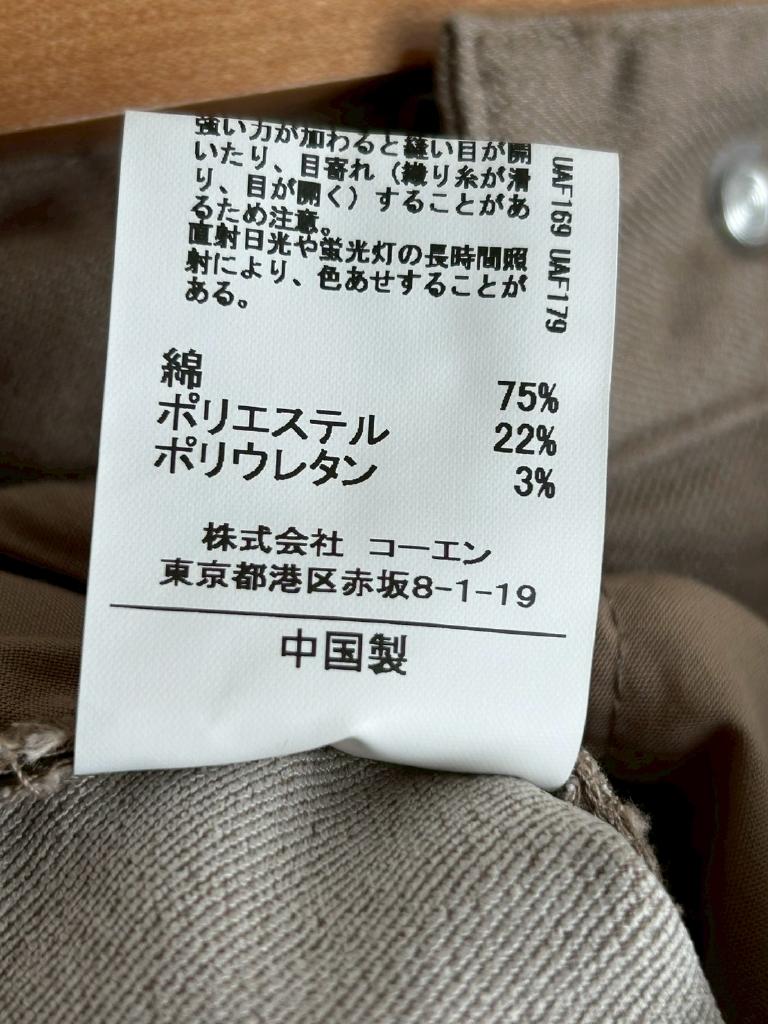 強い力が加わると縫い目が開
いたり、目寄れ（織り糸が滑
り、目が開く）することがあ
るため注意。
直射日光や蛍光灯の長時間照
射により、色あせすることが
ある。
UAF169 UAF179
綿 75%
ポリエステル 22%
ポリウレタン 3%
株式会社 コーエン
東京都港区赤坂8-1-19
中国製